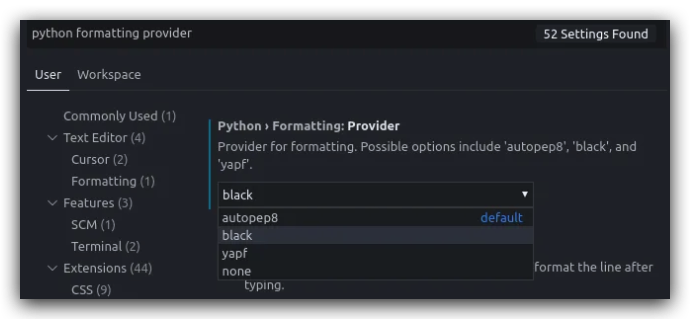 python formatting provider
52 Settings Found
User Workspace
Commonly Used (1)
Text Editor (4)
Cursor (2)
Formatting (1)
Features (3)
SCM (1)
Terminal (2)
Extensions (44)
CSS (9)
Python › Formatting: Provider
Provider for formatting. Possible options include 'autopep8', 'black', and
'yapf'.
black
autopep8 default
black
yapf
none
format the line after
typing.